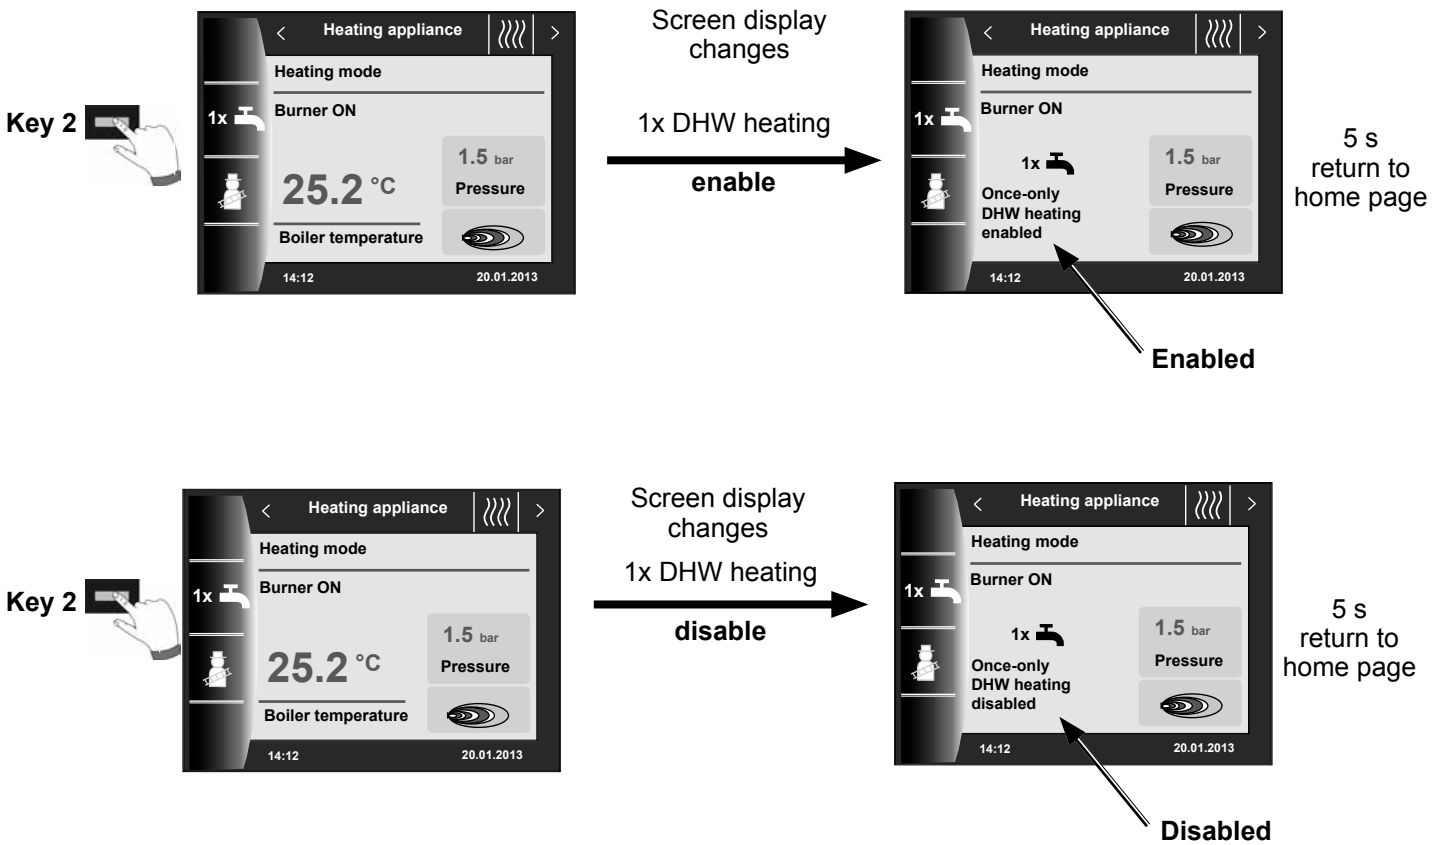 Key 2
< Heating appliance >
Heating mode
1x
Burner ON
1.5 bar
Pressure
25.2 °C
Boiler temperature
14:12 20.01.2013
Screen display
changes
1x DHW heating
enable
< Heating appliance >
Heating mode
1x
Burner ON
1x
Once-only
DHW heating
enabled
1.5 bar
Pressure
14:12 20.01.2013
5 s
return to
home page
Enabled
Key 2
< Heating appliance >
Heating mode
1x
Burner ON
1.5 bar
Pressure
25.2 °C
Boiler temperature
14:12 20.01.2013
Screen display
changes
1x DHW heating
disable
< Heating appliance >
Heating mode
1x
Burner ON
1x
Once-only
DHW heating
disabled
1.5 bar
Pressure
14:12 20.01.2013
5 s
return to
home page
Disabled